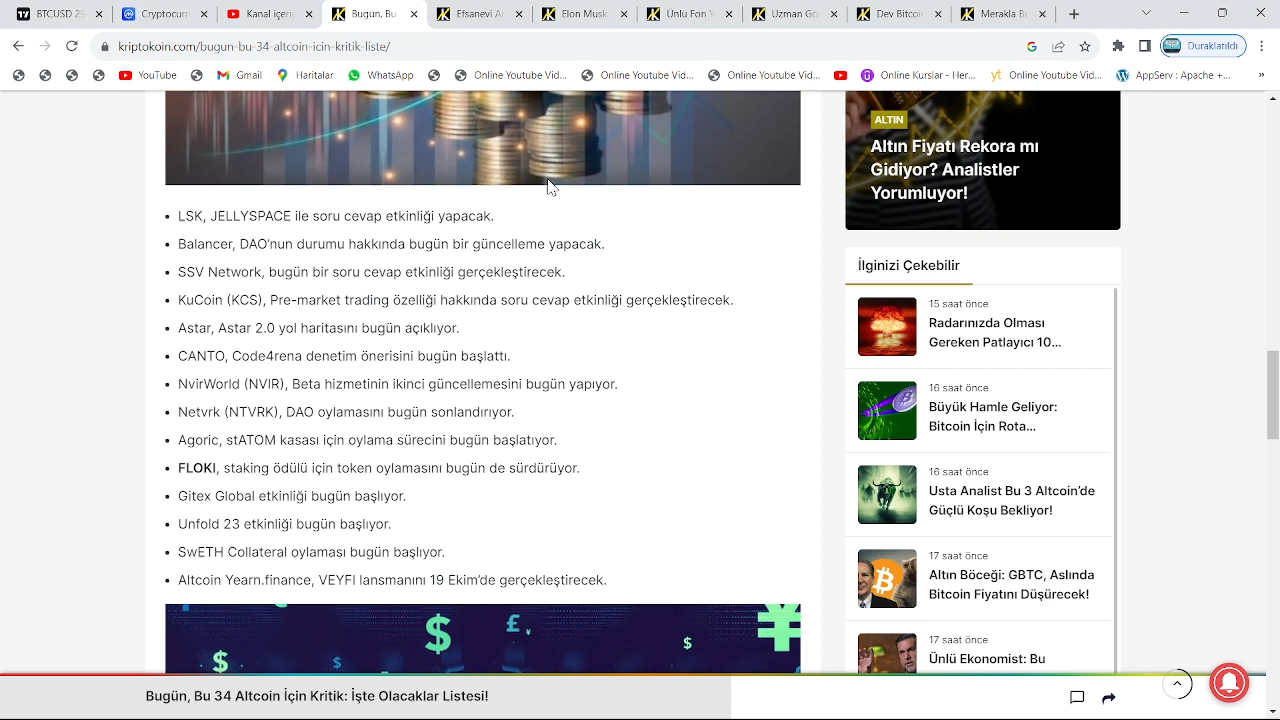 BTCUSD 29
Cryptocurr
Kanal içeriğ
Bugün, Bu
Efsanevi An
Elon Musk
Ünlü Fon Y
Uzman Gö
Dev Bitcoin
Merakla Be
kriptokoin.com/bugun-bu-34-altcoin-icin-kritik-liste/
Duraklatıldı
YouTube
Gmail
Haritalar
WhatsApp
Online Youtube Vid...
Online Youtube Vid...
Online Youtube Vid...
Online Kurslar - Her...
Online Youtube Vid...
AppServ : Apache +...
LSK, JELLYSPACE ile soru cevap etkinliği yapacak.
Balancer, DAO'nun durumu hakkında bugün bir güncelleme yapacak.
SSV Network, bugün bir soru cevap etkinliği gerçekleştirecek.
KuCoin (KCS), Pre-market trading özelliği hakkında soru cevap etkinliği gerçekleştirecek.
Astar, Astar 2.0 yol haritasını bugün açıklıyor.
Code4rena denetim önerisini bugün başlattı.
NvirWorld (NVIR), Beta hizmetinin ikinci güncellemesini bugün yapıyor.
(NTVRK), DAO oylamasını bugün sonlandırıyor.
Agoric, stATOM kasası için oylama sürecini bugün başlatıyor.
FLOKI, staking ödülü için token oylamasını bugün de sürdürüyor.
Gitex Global etkinliği bugün başlıyor.
Unfold 23 etkinliği bugün başlıyor.
SwETH Collateral oylaması bugün başlıyor.
Altcoin Yearn.finance, VEYFI lansmanını 19 Ekim'de gerçekleştirecek.
ALTIN
Altın Fiyatı Rekora mı
Gidiyor? Analistler
Yorumluyor!
İlginizi Çekebilir
15 saat önce
Radarınızda Olması
Gereken Patlayıcı 10...
16 saat önce
Büyük Hamle Geliyor:
Bitcoin İçin Rota...
16 saat önce
Usta Analist Bu 3 Altcoin'de
Güçlü Koşu Bekliyor!
17 saat önce
Altın Böceği: GBTC, Aslında
Bitcoin Fiyatını Düşürecek!
17 saat önce
Ünlü Ekonomist: Bu
Bugün, Bu 34 Altcoin İçin Kritik: İşte Olacaklar Listesi!